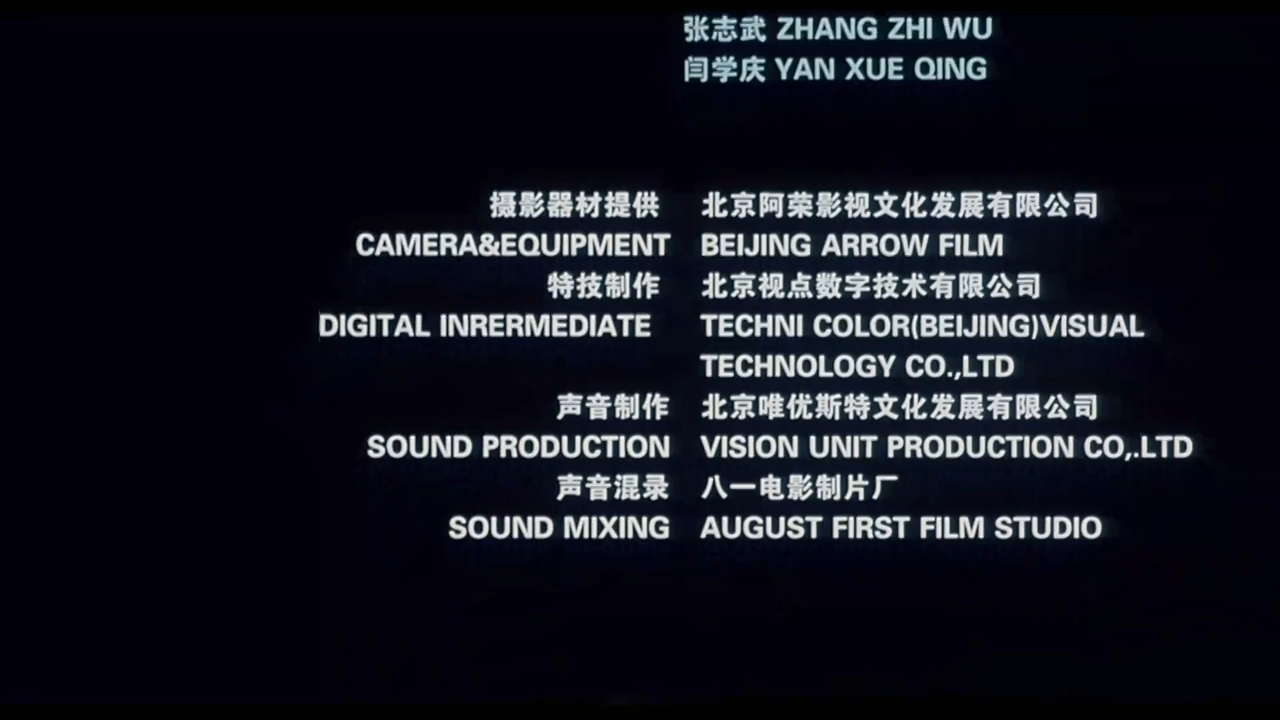 张志武 ZHANG ZHI WU
闫学庆 YAN XUE QING
摄影器材提供 北京阿荣影视文化发展有限公司
CAMERA&EQUIPMENT BEIJING ARROW FILM
特技制作 北京视点数字技术有限公司
DIGITAL INRERMEDIATE TECHNI COLOR(BEIJING)VISUAL
TECHNOLOGY CO.,LTD
声音制作 北京唯优斯特文化发展有限公司
SOUND PRODUCTION VISION UNIT PRODUCTION CO,.LTD
声音混录 八一电影制片厂
SOUND MIXING AUGUST FIRST FILM STUDIO